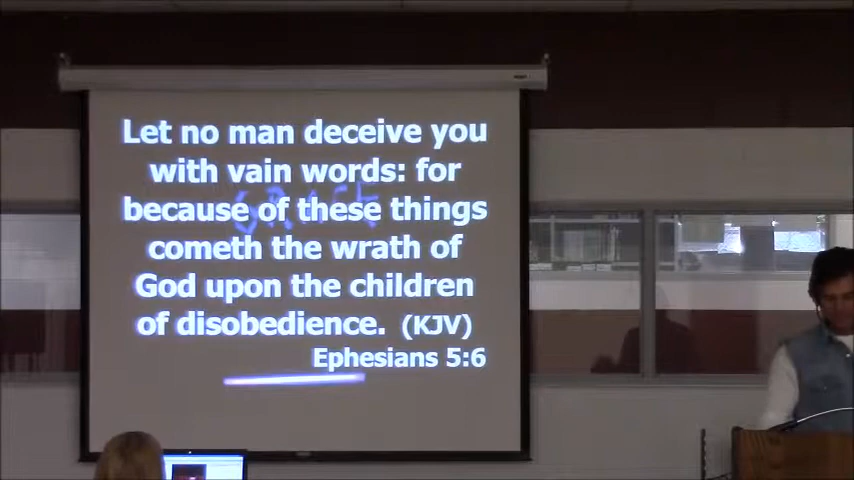 Let no man deceive you
with vain words: for
because of these things
cometh the wrath of
God upon the children
of disobedience. (KJV)
Ephesians 5:6
GRACE